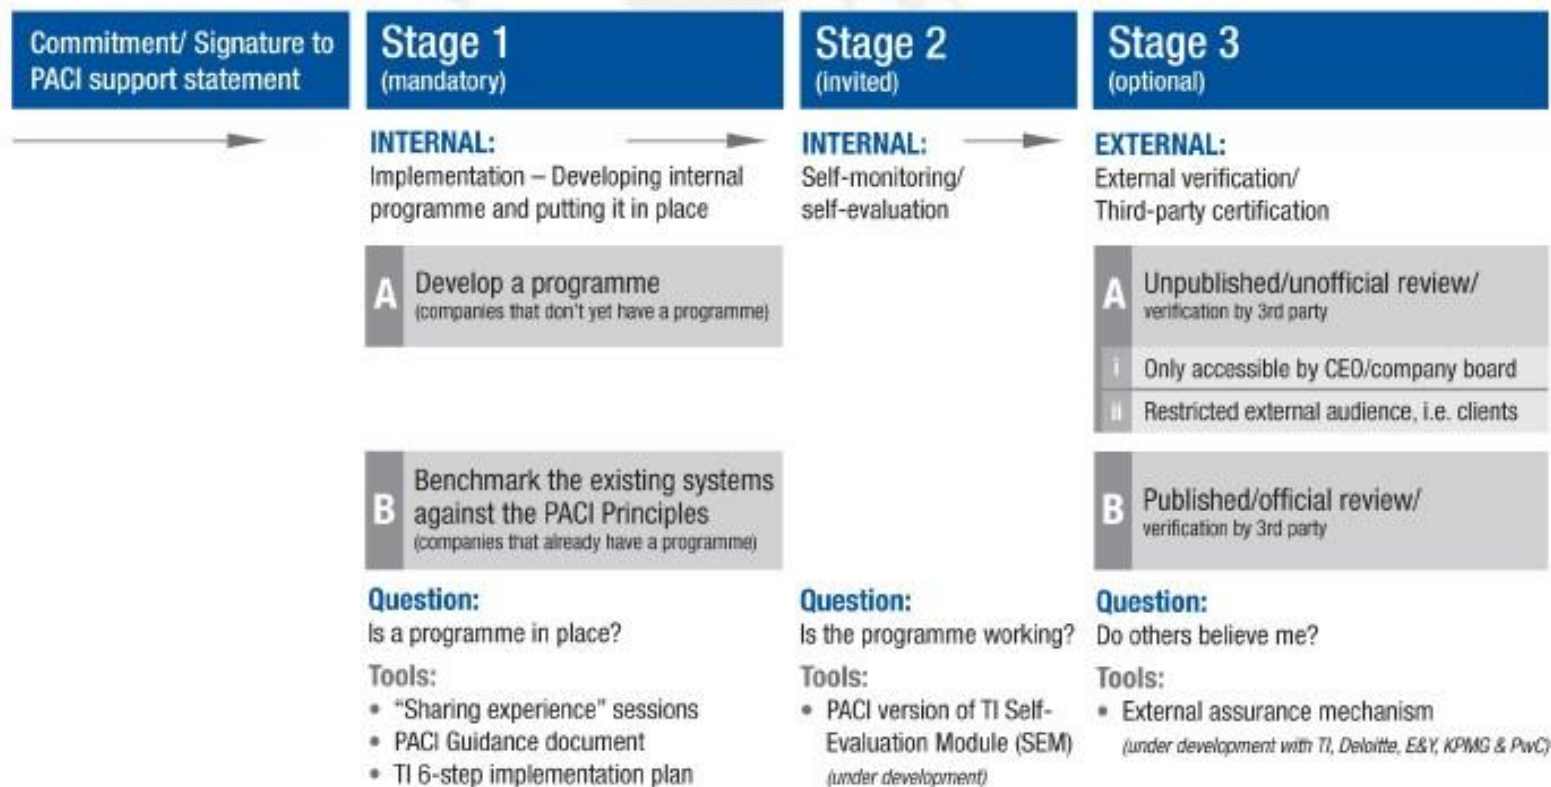 Commitment/ Signature to
PACI support statement
Stage 1
(mandatory)
INTERNAL:
Implementation – Developing internal
programme and putting it in place
A
Develop a programme
(companies that don't yet have a programme)
B
Benchmark the existing systems
against the PACI Principles
(companies that already have a programme)
Question:
Is a programme in place?
Tools:
• “Sharing experience” sessions
• PACI Guidance document
• TI 6-step implementation plan
Stage 2
(invited)
INTERNAL:
Self-monitoring/
self-evaluation
Question:
Is the programme working?
Tools:
• PACI version of TI Self-
Evaluation Module (SEM)
(under development)
Stage 3
(optional)
EXTERNAL:
External verification/
Third-party certification
A
Unpublished/unofficial review/
verification by 3rd party
i
Only accessible by CEO/company board
ii
Restricted external audience, i.e. clients
B
Published/official review/
verification by 3rd party
Question:
Do others believe me?
Tools:
• External assurance mechanism
(under development with TI, Deloitte, E&Y, KPMG & PwC)